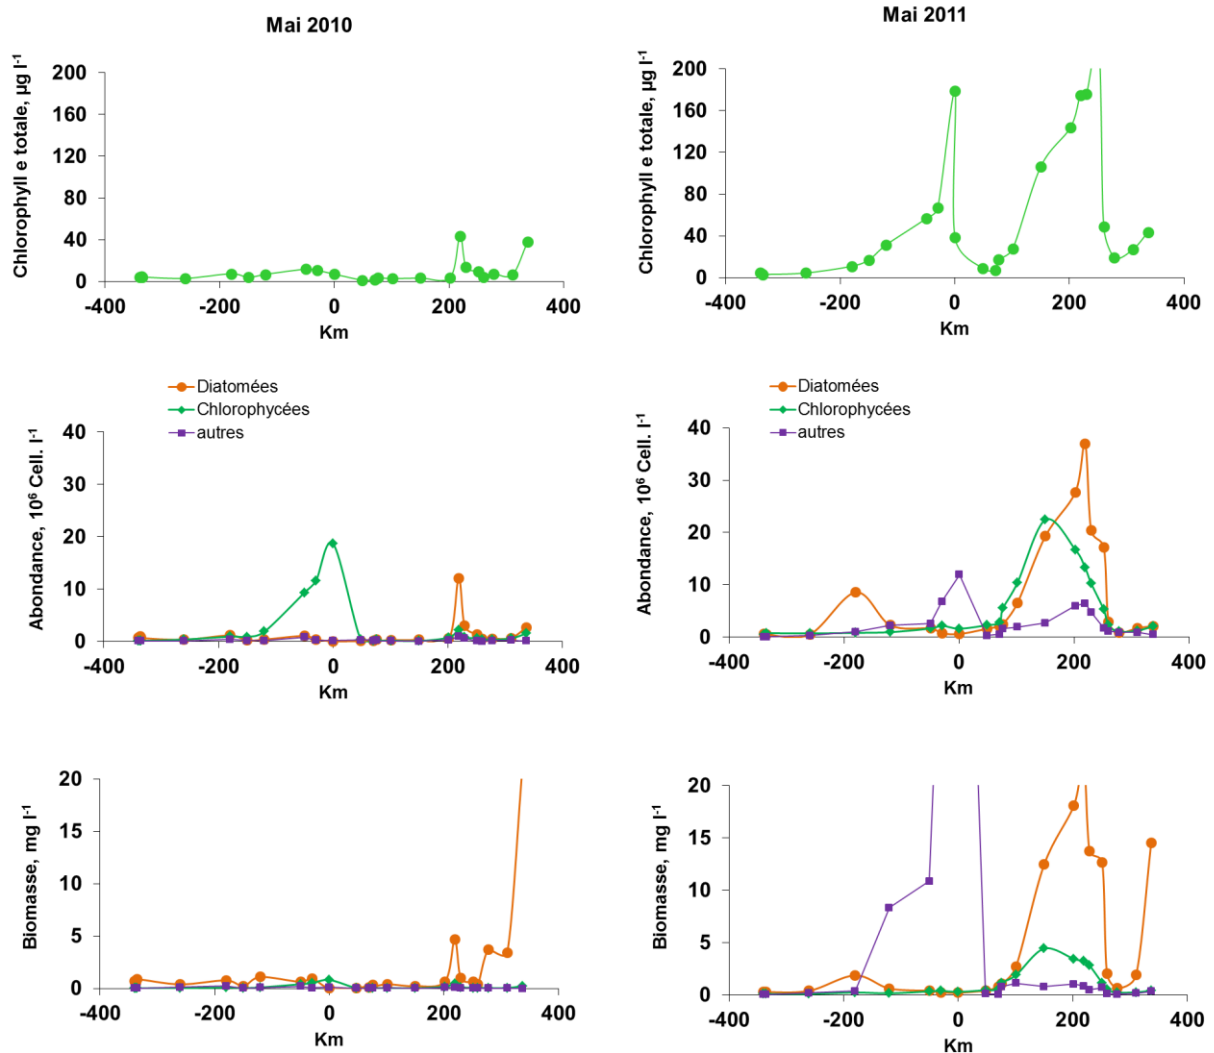 Mai 2010
Mai 2011
Chlorophyll e totale, µg l-1
200
160
120
80
40
0
-400 -200 0 200 400
Km
Chlorophyll e totale, µg l-1
200
160
120
80
40
0
-400 -200 0 200 400
Km
Diatomées
Chlorophycées
autres
Abondance, 10⁶ Cell. l-1
40
30
20
10
0
-400 -200 0 200 400
Km
Diatomées
Chlorophycées
autres
Abondance, 10⁶ Cell. l-1
40
30
20
10
0
-400 -200 0 200 400
Km
Biomasse, mg l-1
20
15
10
5
0
-400 -200 0 200 400
Km
Biomasse, mg l-1
20
15
10
5
0
-400 -200 0 200 400
Km